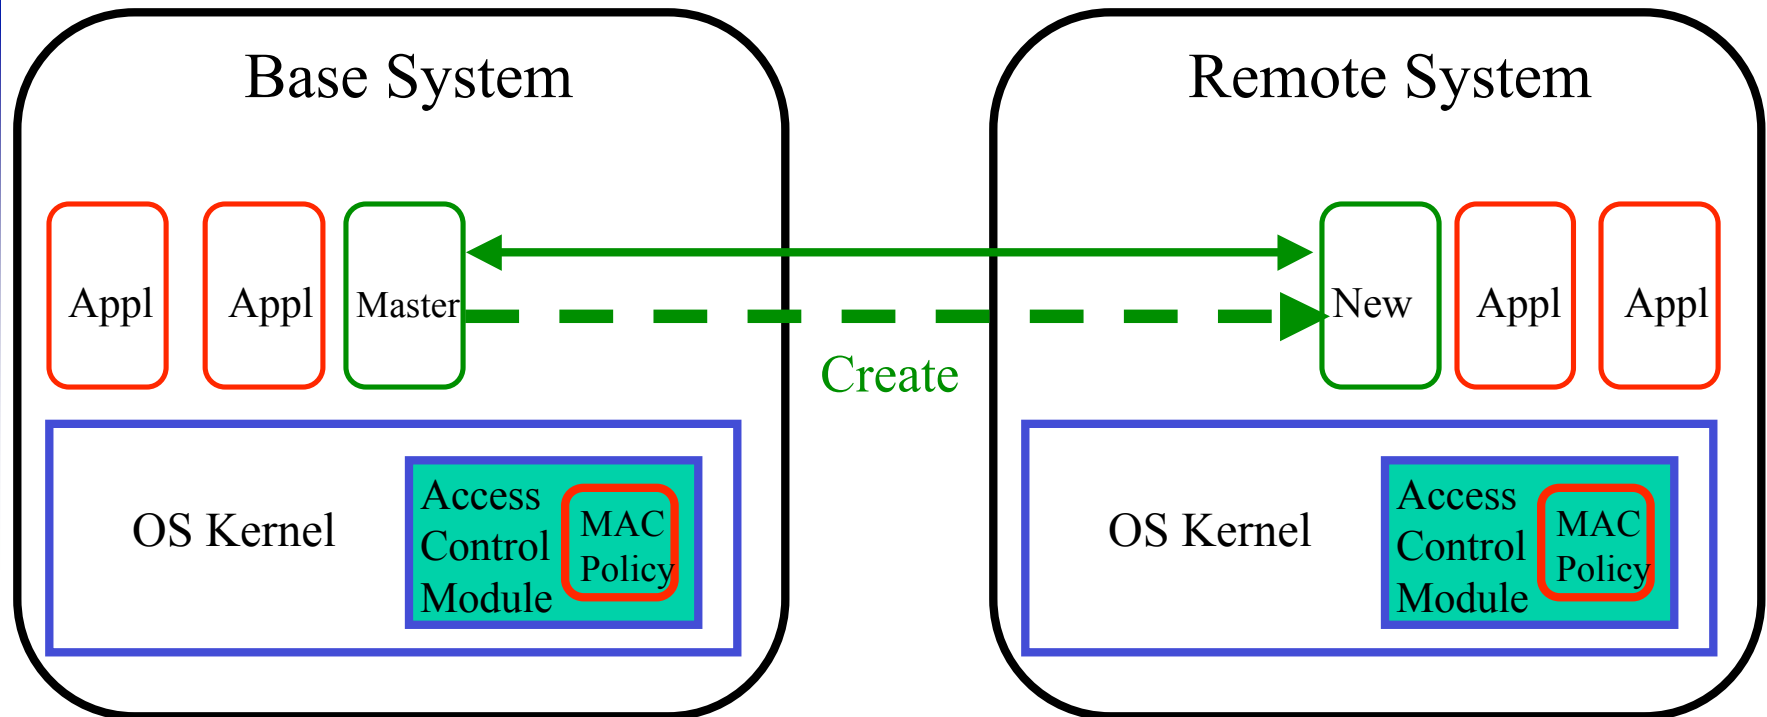 Base System
Remote System
Appl
Appl
Master
New
Appl
Appl
Create
OS Kernel
Access
Control
Module
MAC
Policy
OS Kernel
Access
Control
Module
MAC
Policy